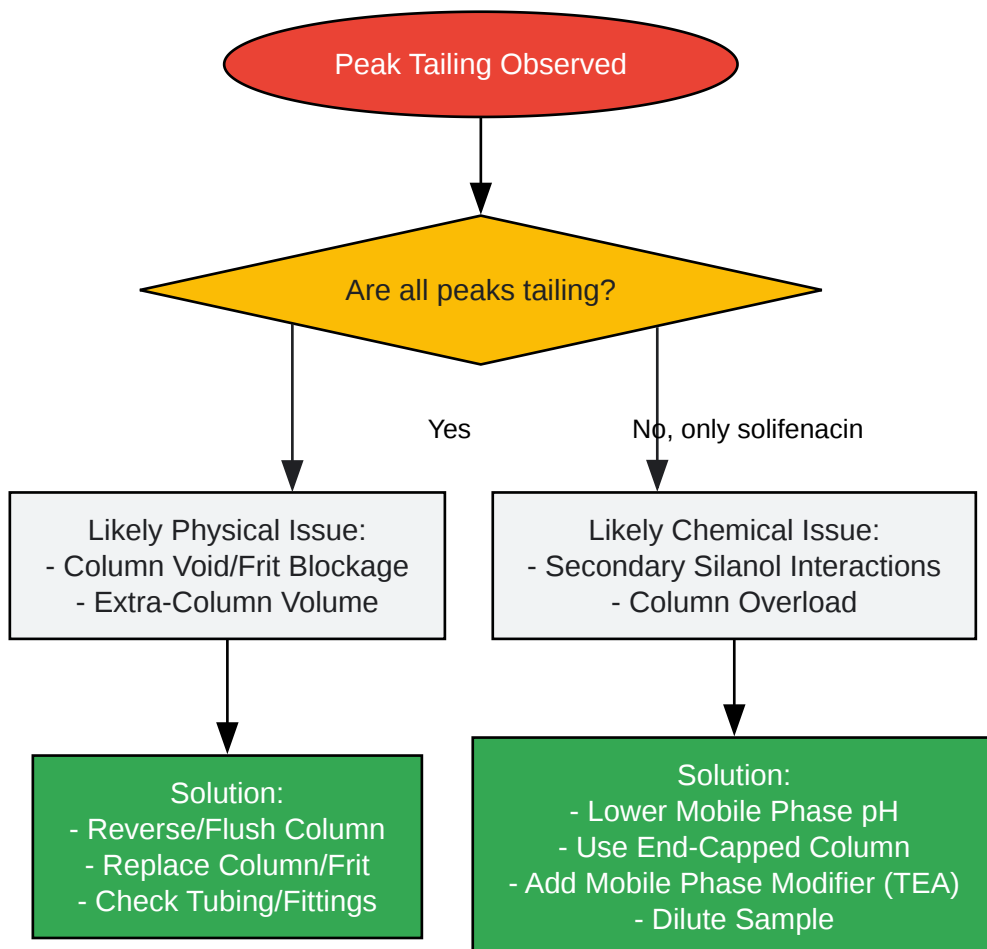 Peak Tailing Observed
Are all peaks tailing?
Yes
No, only solifenacin
Likely Physical Issue:
- Column Void/Frit Blockage
- Extra-Column Volume
Likely Chemical Issue:
- Secondary Silanol Interactions
- Column Overload
Solution:
- Reverse/Flush Column
- Replace Column/Frit
- Check Tubing/Fittings
Solution:
- Lower Mobile Phase pH
- Use End-Capped Column
- Add Mobile Phase Modifier (TEA)
- Dilute Sample